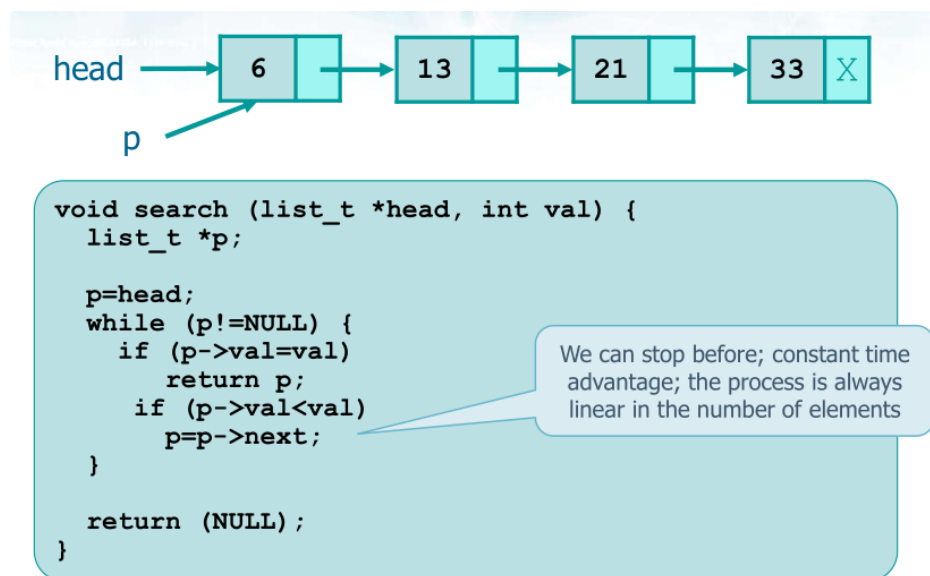 head 6 13 21 33 X
p
void search (list_t *head, int val) {
list_t *p;
p=head;
while (p!=NULL) {
if (p->val=val)
return p;
if (p->val<val)
p=p->next;
}
return (NULL);
}
We can stop before; constant time
advantage; the process is always
linear in the number of elements